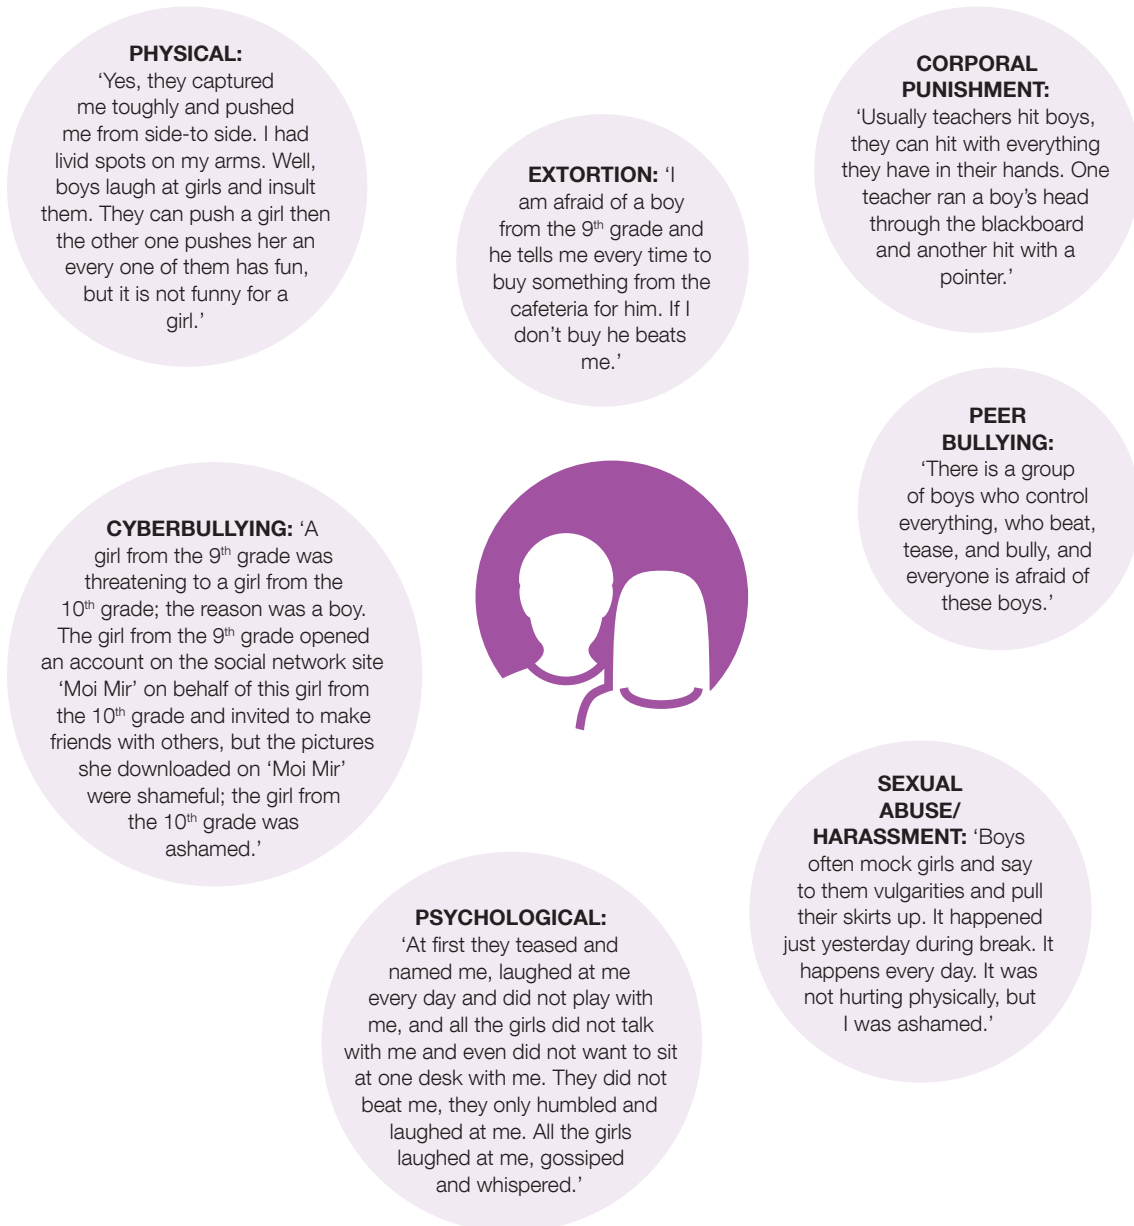 PHYSICAL:
‘Yes, they captured
me toughly and pushed
me from side-to side. I had
livid spots on my arms. Well,
boys laugh at girls and insult
them. They can push a girl then
the other one pushes her an
every one of them has fun,
but it is not funny for a
girl.’
EXTORTION: ‘I
am afraid of a boy
from the 9th grade and
he tells me every time to
buy something from the
cafeteria for him. If I
don’t buy he beats
me.’
CORPORAL
PUNISHMENT:
‘Usually teachers hit boys,
they can hit with everything
they have in their hands. One
teacher ran a boy’s head
through the blackboard
and another hit with a
pointer.’
PEER
BULLYING:
‘There is a group
of boys who control
everything, who beat,
tease, and bully, and
everyone is afraid of
these boys.’
CYBERBULLYING: ‘A
girl from the 9th grade was
threatening to a girl from the
10th grade; the reason was a boy.
The girl from the 9th grade opened
an account on the social network site
‘Moi Mir’ on behalf of this girl from
the 10th grade and invited to make
friends with others, but the pictures
she downloaded on ‘Moi Mir’
were shameful; the girl from
the 10th grade was
ashamed.’
SEXUAL
ABUSE/
HARASSMENT: ‘Boys
often mock girls and say
to them vulgarities and pull
their skirts up. It happened
just yesterday during break. It
happens every day. It was
not hurting physically, but
I was ashamed.’
PSYCHOLOGICAL:
‘At first they teased and
named me, laughed at me
every day and did not play with
me, and all the girls did not talk
with me and even did not want to sit
at one desk with me. They did not
beat me, they only humbled and
laughed at me. All the girls
laughed at me, gossiped
and whispered.’